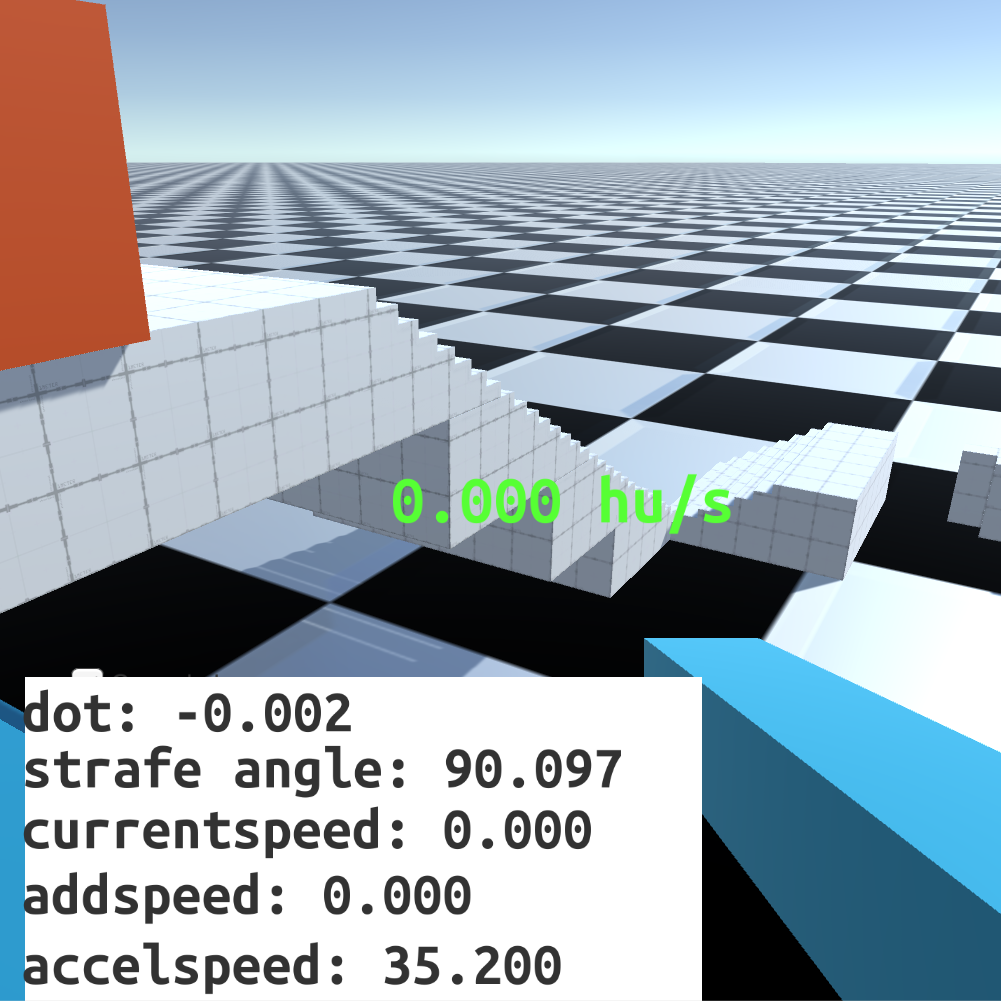 0.000 hu/s
dot: -0.002
strafe angle: 90.097
currentspeed: 0.000
addspeed: 0.000
accelspeed: 35.200